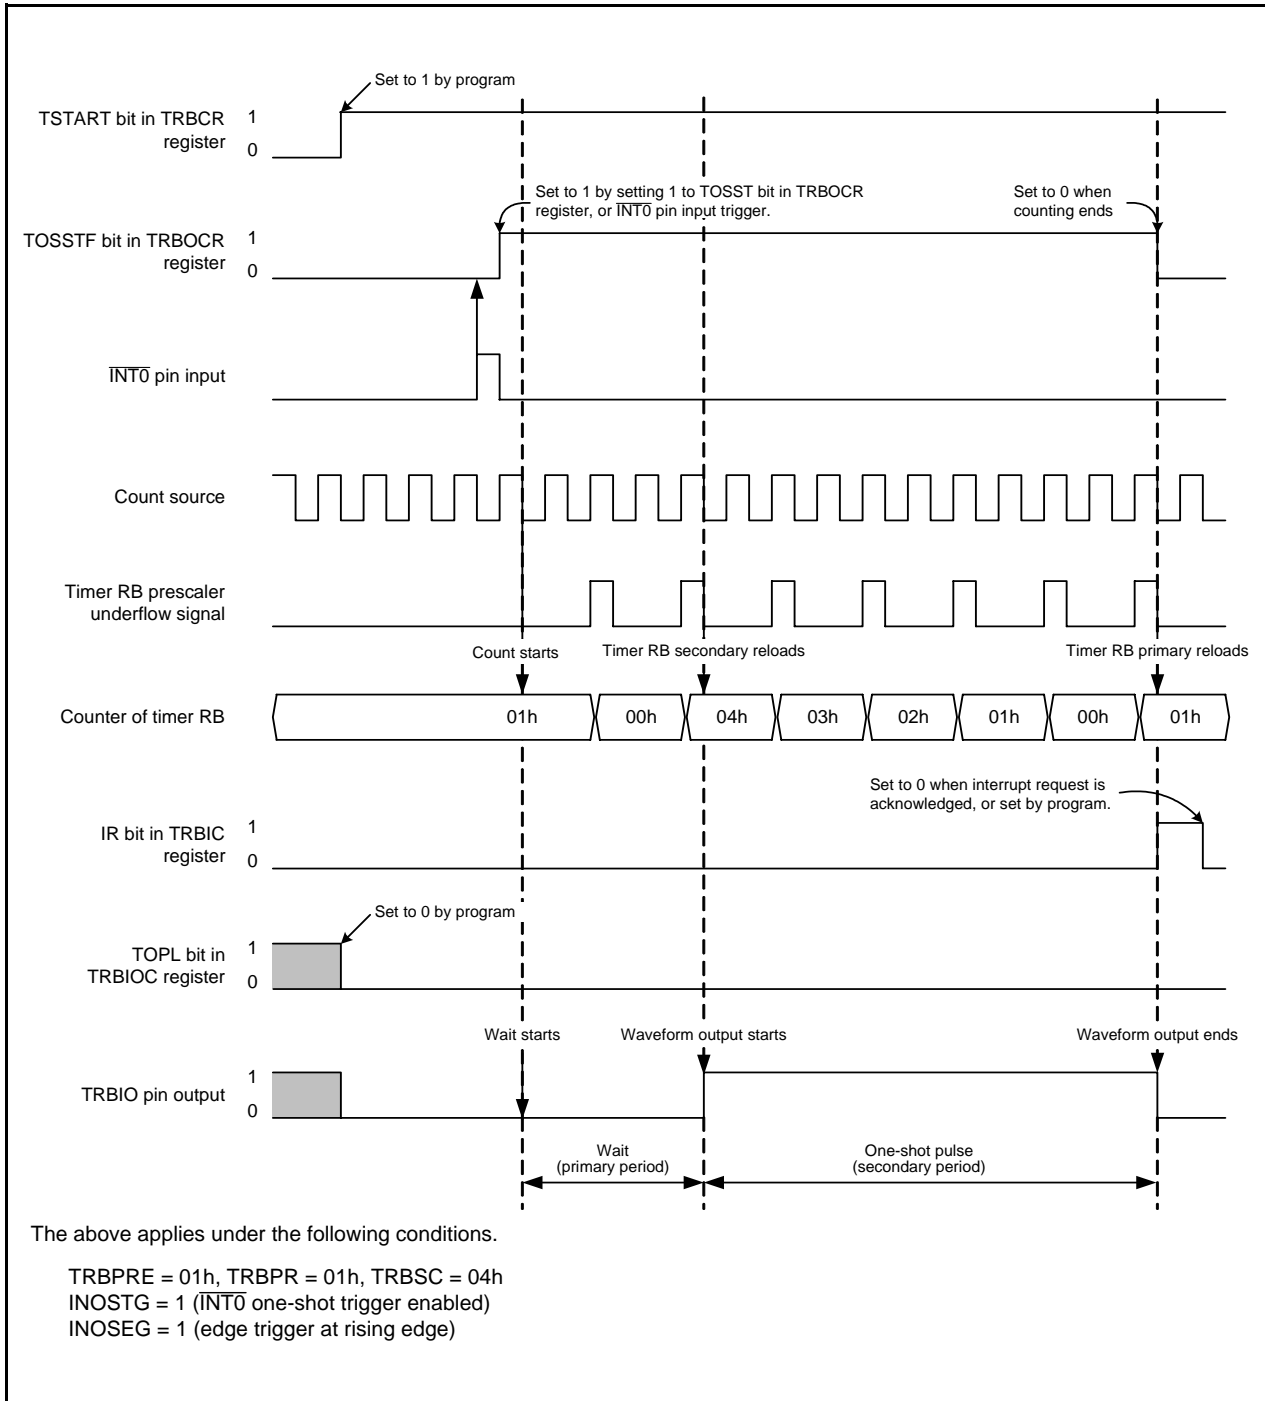 Set to 1 by program
TSTART bit in TRBCR
register
1
0
Set to 1 by setting 1 to TOSST bit in TRBOCR
register, or INT0 pin input trigger.
Set to 0 when
counting ends
TOSSTF bit in TRBOCR
register
1
0
INT0 pin input
Count source
Timer RB prescaler
underflow signal
Count starts
Timer RB secondary reloads
Timer RB primary reloads
Counter of timer RB
01h 00h 04h 03h 02h 01h 00h 01h
Set to 0 when interrupt request is
acknowledged, or set by program.
IR bit in TRBIC
register
1
0
Set to 0 by program
TOPL bit in
TRBIOC register
1
0
Wait starts
Waveform output starts
Waveform output ends
TRBIO pin output
1
0
Wait
(primary period)
One-shot pulse
(secondary period)
The above applies under the following conditions.
TRBPRE = 01h, TRBPR = 01h, TRBSC = 04h
INOSTG = 1 (INT0 one-shot trigger enabled)
INOSEG = 1 (edge trigger at rising edge)